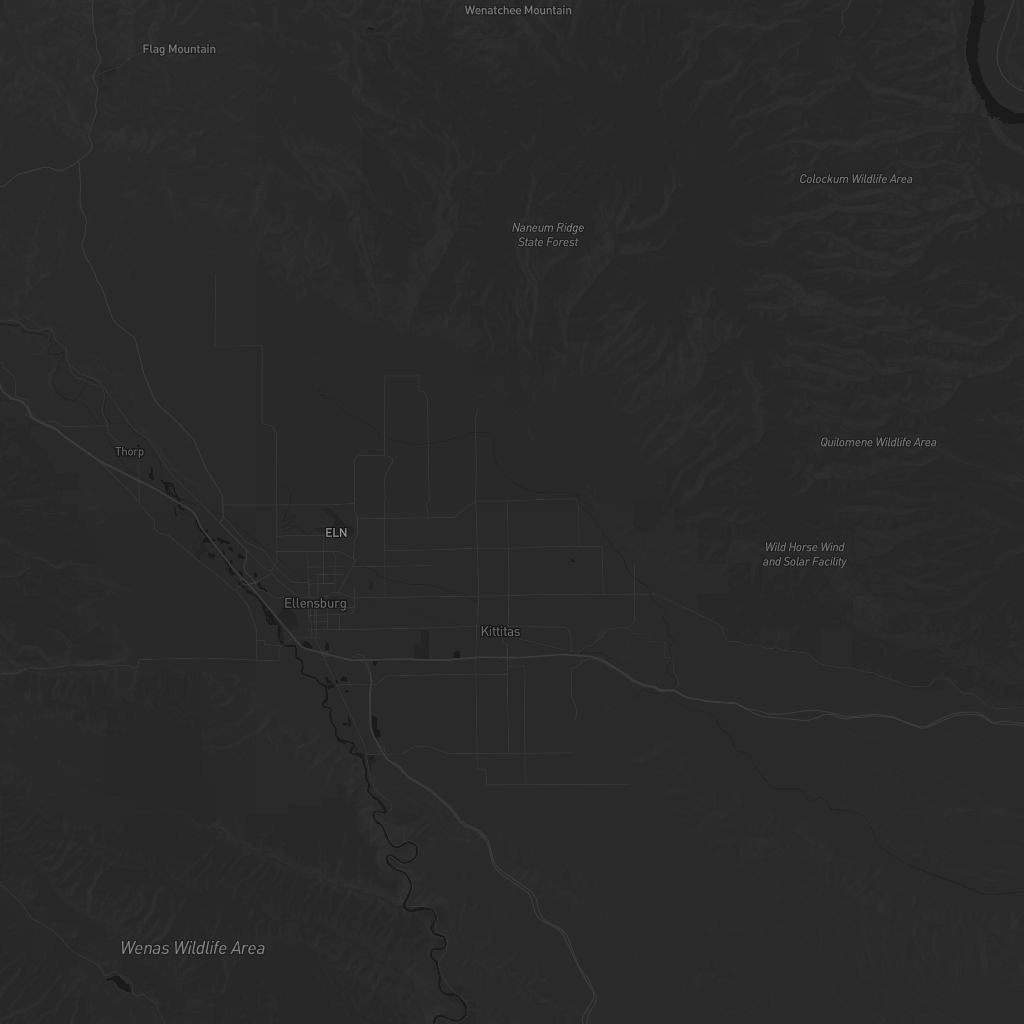 Wenatchee Mountain
Flag Mountain
Colockum Wildlife Area
Naneum Ridge
State Forest
Quilomene Wildlife Area
Thorp
ELN
Wild Horse Wind
and Solar Facility
Ellensburg
Kittitas
Wenas Wildlife Area